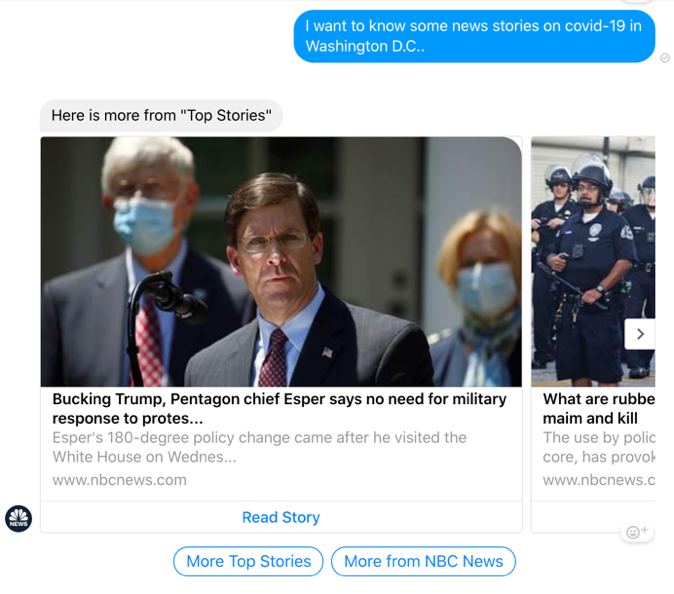 I want to know some news stories on covid-19 in
Washington D.C..
Here is more from "Top Stories"
Bucking Trump, Pentagon chief Esper says no need for military
response to protes...
Esper's 180-degree policy change came after he visited the
White House on Wednes...
www.nbcnews.com
Read Story
What are rubbe
maim and kill
The use by polic
core, has provok
www.nbcnews.c
NEWS
More Top Stories
More from NBC News